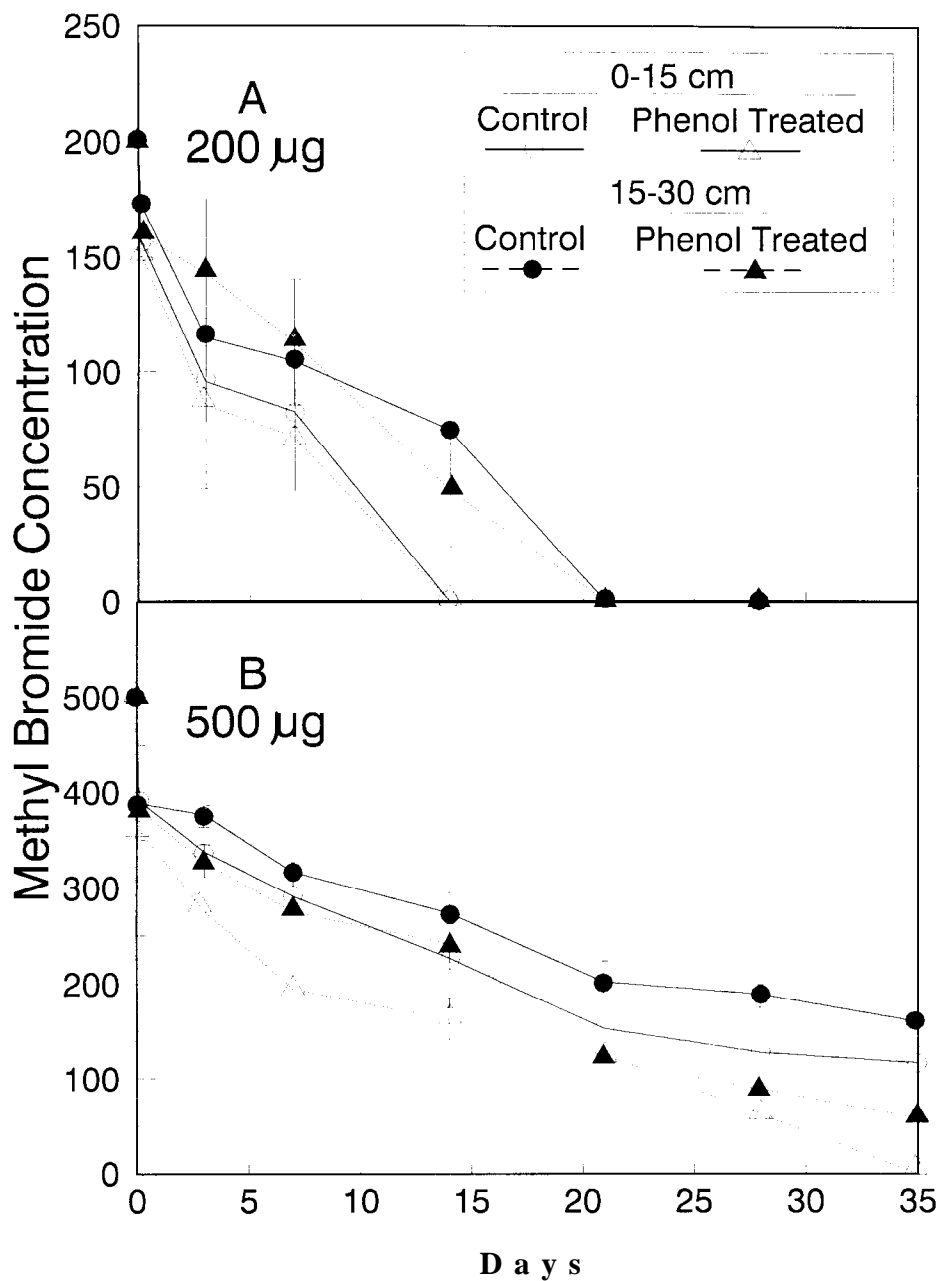 Methyl Bromide Concentration
250
200
150
100
50
0
A
200 µg
0-15 cm
Control Phenol Treated
15-30 cm
Control Phenol Treated
500
400
300
200
100
0
B
500 µg
0 5 10 15 20 25 30 35
Days